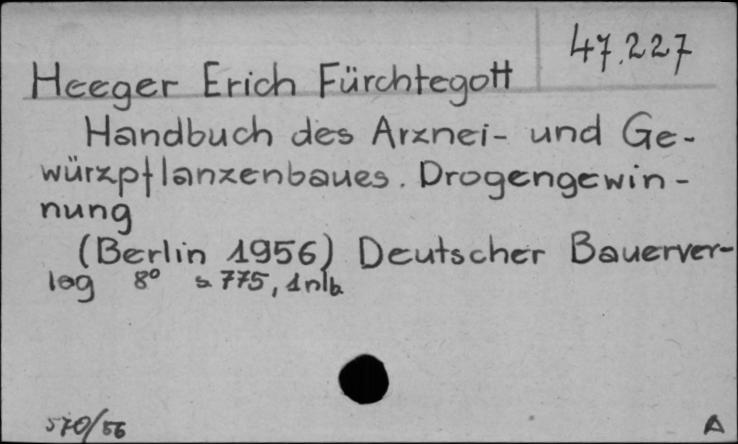 47.227
Heeger Erich Fürchtegott
Handbuch des Arznei- und Ge-
würzpflanzenbaues. Drogengewin-
nung
(Berlin 1956) Deutscher Bauerver-
lag 8° s 775, 1 nlb.
570/56
A